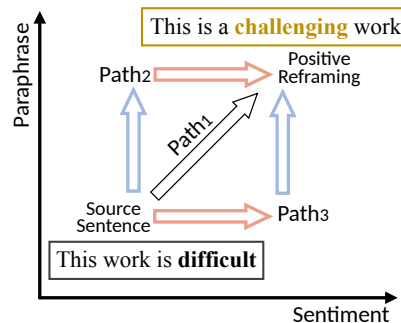 This is a challenging work
Path2
Positive
Reframing
Paraphrase
Path1
Source
Sentence
Path3
This work is difficult
Sentiment